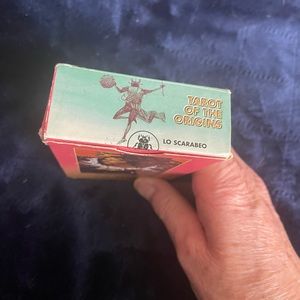 TAROT
OF THE
ORIGINS
LO SCARABEO